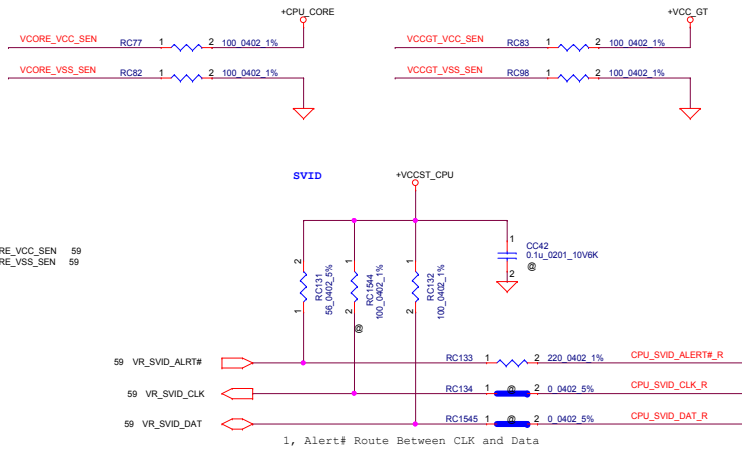 +CPU_CORE
+VCC_GT
VCORE_VCC_SEN RC77 1 2 100_0402_1%
VCCGT_VCC_SEN RC83 1 2 100_0402_1%
VCORE_VSS_SEN RC82 1 2 100_0402_1%
VCCGT_VSS_SEN RC98 1 2 100_0402_1%
SVID
+VCCST_CPU
RE_VCC_SEN 59
RE_VSS_SEN 59
1
CC42
0.1u_0201_10V6K
@
2
2
RC131
56_0402_5%
1
1
RC1544
100_0402_1%
2
@
1
RC132
100_0402_1%
2
59 VR_SVID_ALRT# RC133 1 2 220_0402_1% CPU_SVID_ALERT#_R
59 VR_SVID_CLK RC134 1 @ 2 0_0402_5% CPU_SVID_CLK_R
59 VR_SVID_DAT RC1545 1 @ 2 0_0402_5% CPU_SVID_DAT_R
1, Alert# Route Between CLK and Data